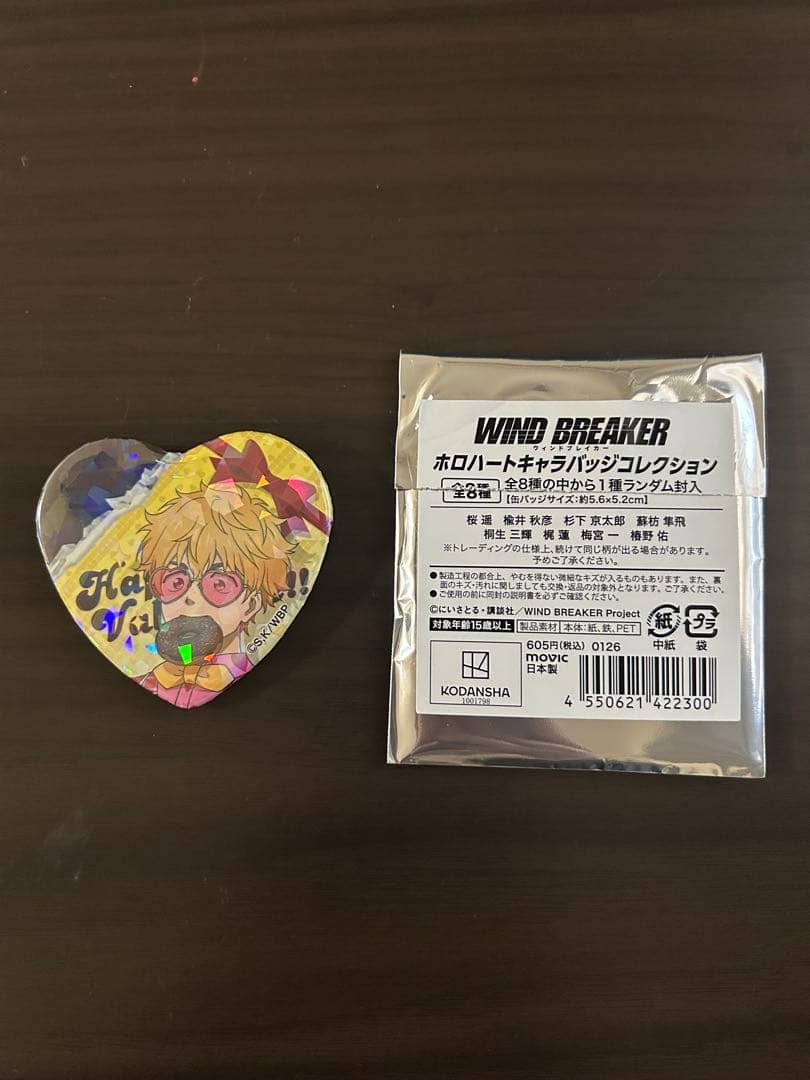 Ha
!!
Va
©S.K/WBP
WIND BREAKER
ウィンドブレイカー
ホロハートキャラバッジコレクション
全8種 全8種の中から1種ランダム封入
【缶バッジサイズ:約5.6×5.2cm】
桜 遥 楡井 秋彦 杉下 京太郎 蘇枋 隼飛
桐生 三輝 梶 蓮 梅宮 一 椿野 佑
※トレーディングの仕様上、続けて同じ柄が出る場合があります。
予めご了承ください。
●製造工程の都合上、やむを得ない微細なキズが入るものもあります。また、裏
面のキズ・汚れに関しましても交換・返品の対象外となります。ご了承ください。
●ご使用の前に同封の説明書を必ずご確認ください。
©にいさとる・講談社/WIND BREAKER Project
対象年齢15歳以上 製品素材 本体:紙、鉄、PET
紙 プラ
中紙 袋
605円(税込) 0126
movic
日本製
KODANSHA
1001798
4 550621 422300